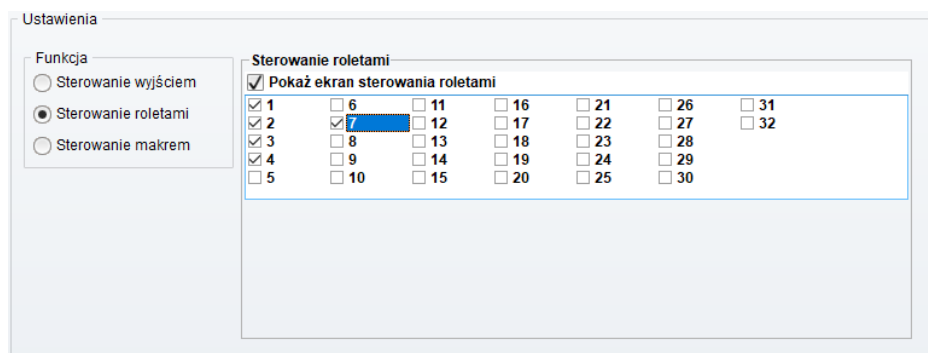 Ustawienia
Funkcja
Sterowanie wyjściem
Sterowanie roletami
Sterowanie makrem
Sterowanie roletami
Pokaż ekran sterowania roletami
1 6 11 16 21 26 31
2 7 12 17 22 27 32
3 8 13 18 23 28
4 9 14 19 24 29
5 10 15 20 25 30